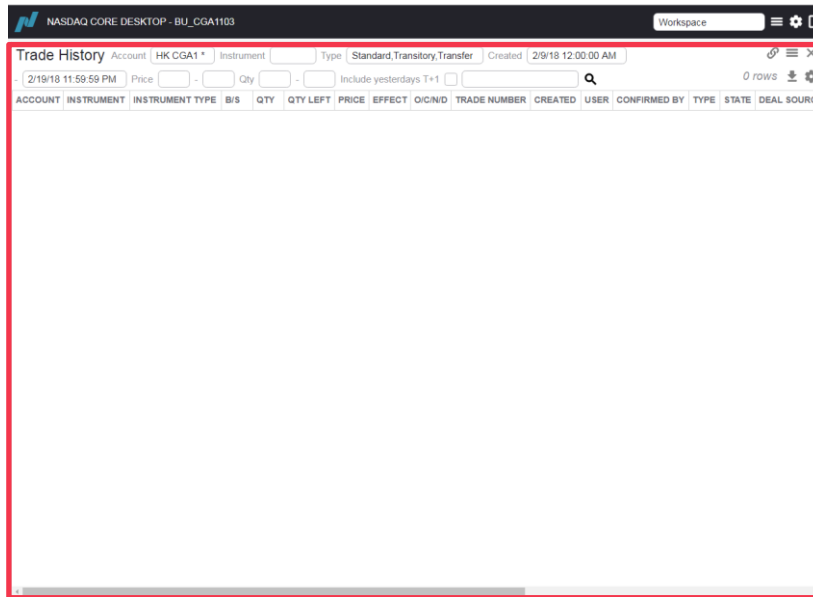 NASDAQ CORE DESKTOP - BU_CGA1103 Workspace
Trade History Account HK CGA1 * Instrument Type Standard,Transitory,Transfer Created 2/9/18 12:00:00 AM
- 2/19/18 11:59:59 PM Price - Qty - Include yesterdays T+1 0 rows
ACCOUNT INSTRUMENT INSTRUMENT TYPE B/S QTY QTY LEFT PRICE EFFECT O/C/N/D TRADE NUMBER CREATED USER CONFIRMED BY TYPE STATE DEAL SOURC